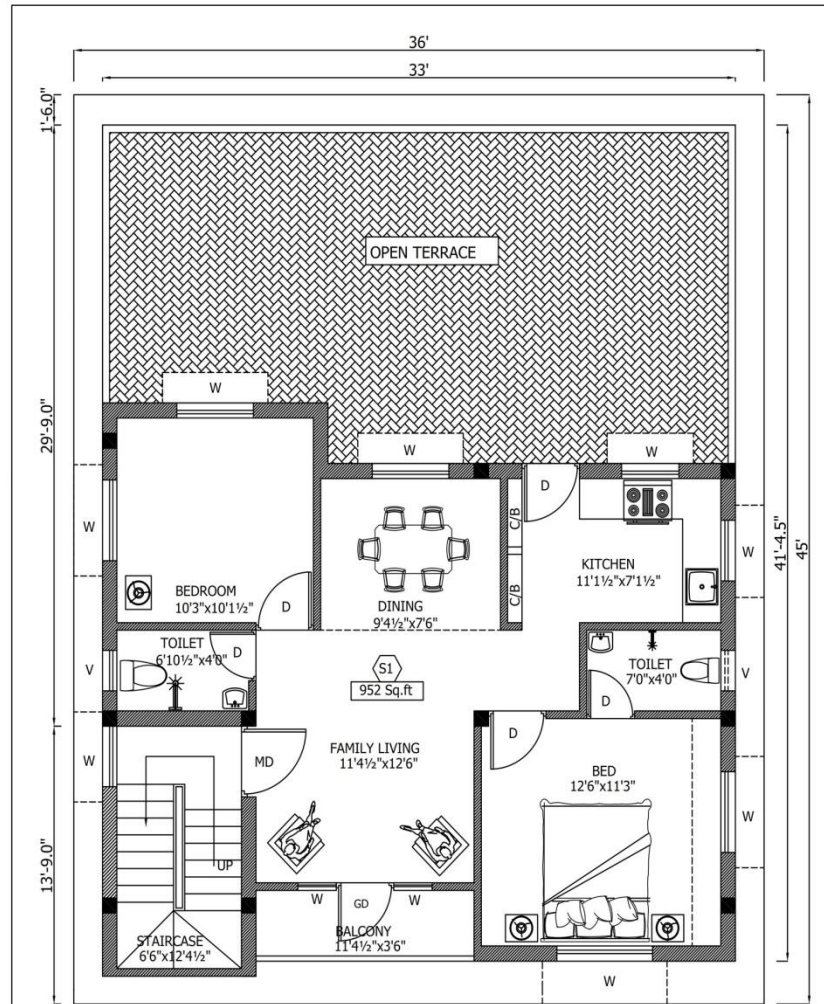 36'
33'
1'-6.0"
OPEN TERRACE
W
29'-9.0"
W
W
D
C/B
W
KITCHEN
11'1½"x7'1½"
W
41'-4.5"
45'
BEDROOM
10'3"x10'1½"
D
DINING
9'4½"x7'6"
C/B
TOILET
6'10½"x4'0"
D
V
S1
952 Sq.ft
TOILET
7'0"x4'0"
V
D
W
MD
FAMILY LIVING
11'4½"x12'6"
D
BED
12'6"x11'3"
W
13'-9.0"
UP
W
GD
W
BALCONY
11'4½"x3'6"
STAIRCASE
6'6"x12'4½"
W